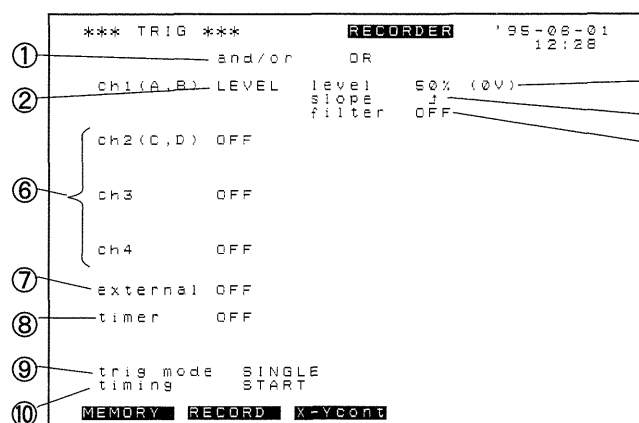 *** TRIG *** RECORDER '95-06-01
12:28
① and/or OR
② ch1(A,B) LEVEL level 50% (0V)
slope ↑
filter OFF
⑥ ch2(C,D) OFF
ch3 OFF
ch4 OFF
⑦ external OFF
⑧ timer OFF
⑨ trig mode SINGLE
⑩ timing START
MEMORY RECORD X-Ycont